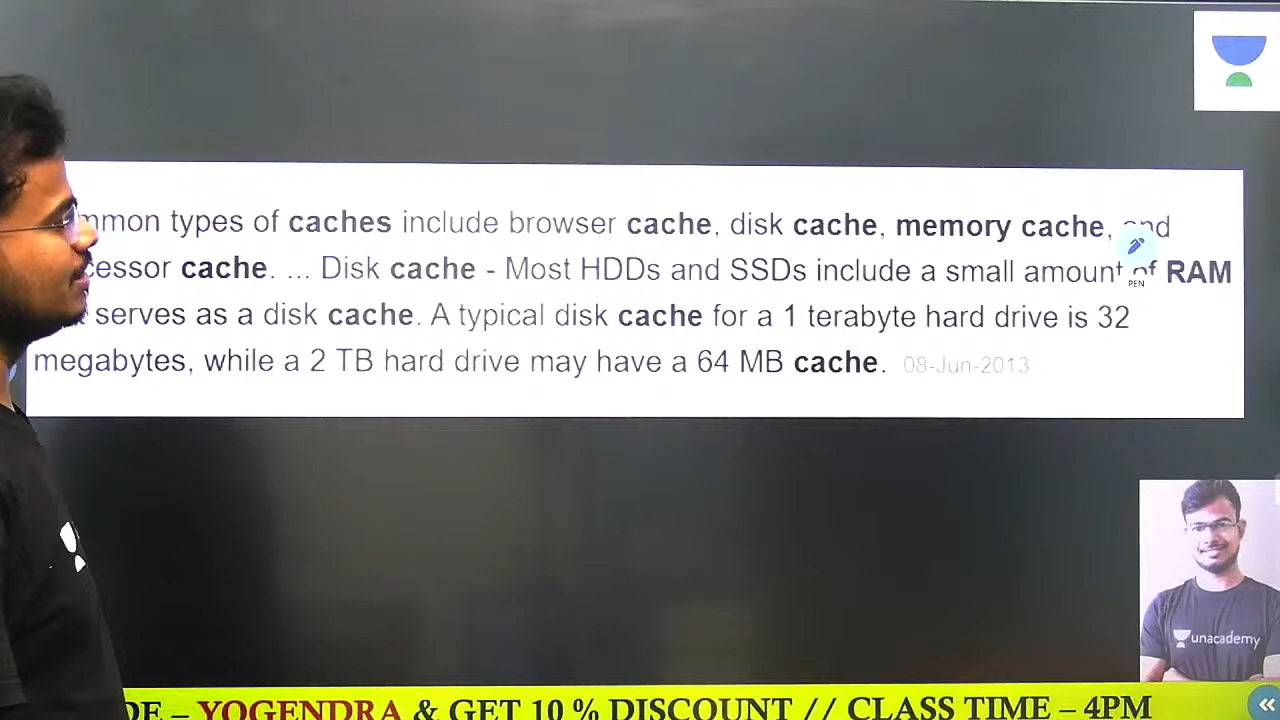 mmon types of caches include browser cache, disk cache, memory cache, and
cessor cache. ... Disk cache - Most HDDs and SSDs include a small amount of RAM
serves as a disk cache. A typical disk cache for a 1 terabyte hard drive is 32
megabytes, while a 2 TB hard drive may have a 64 MB cache. 08-Jun-2013
PEN
unacademy
DE – YOGENDRA & GET 10 % DISCOUNT // CLASS TIME – 4PM